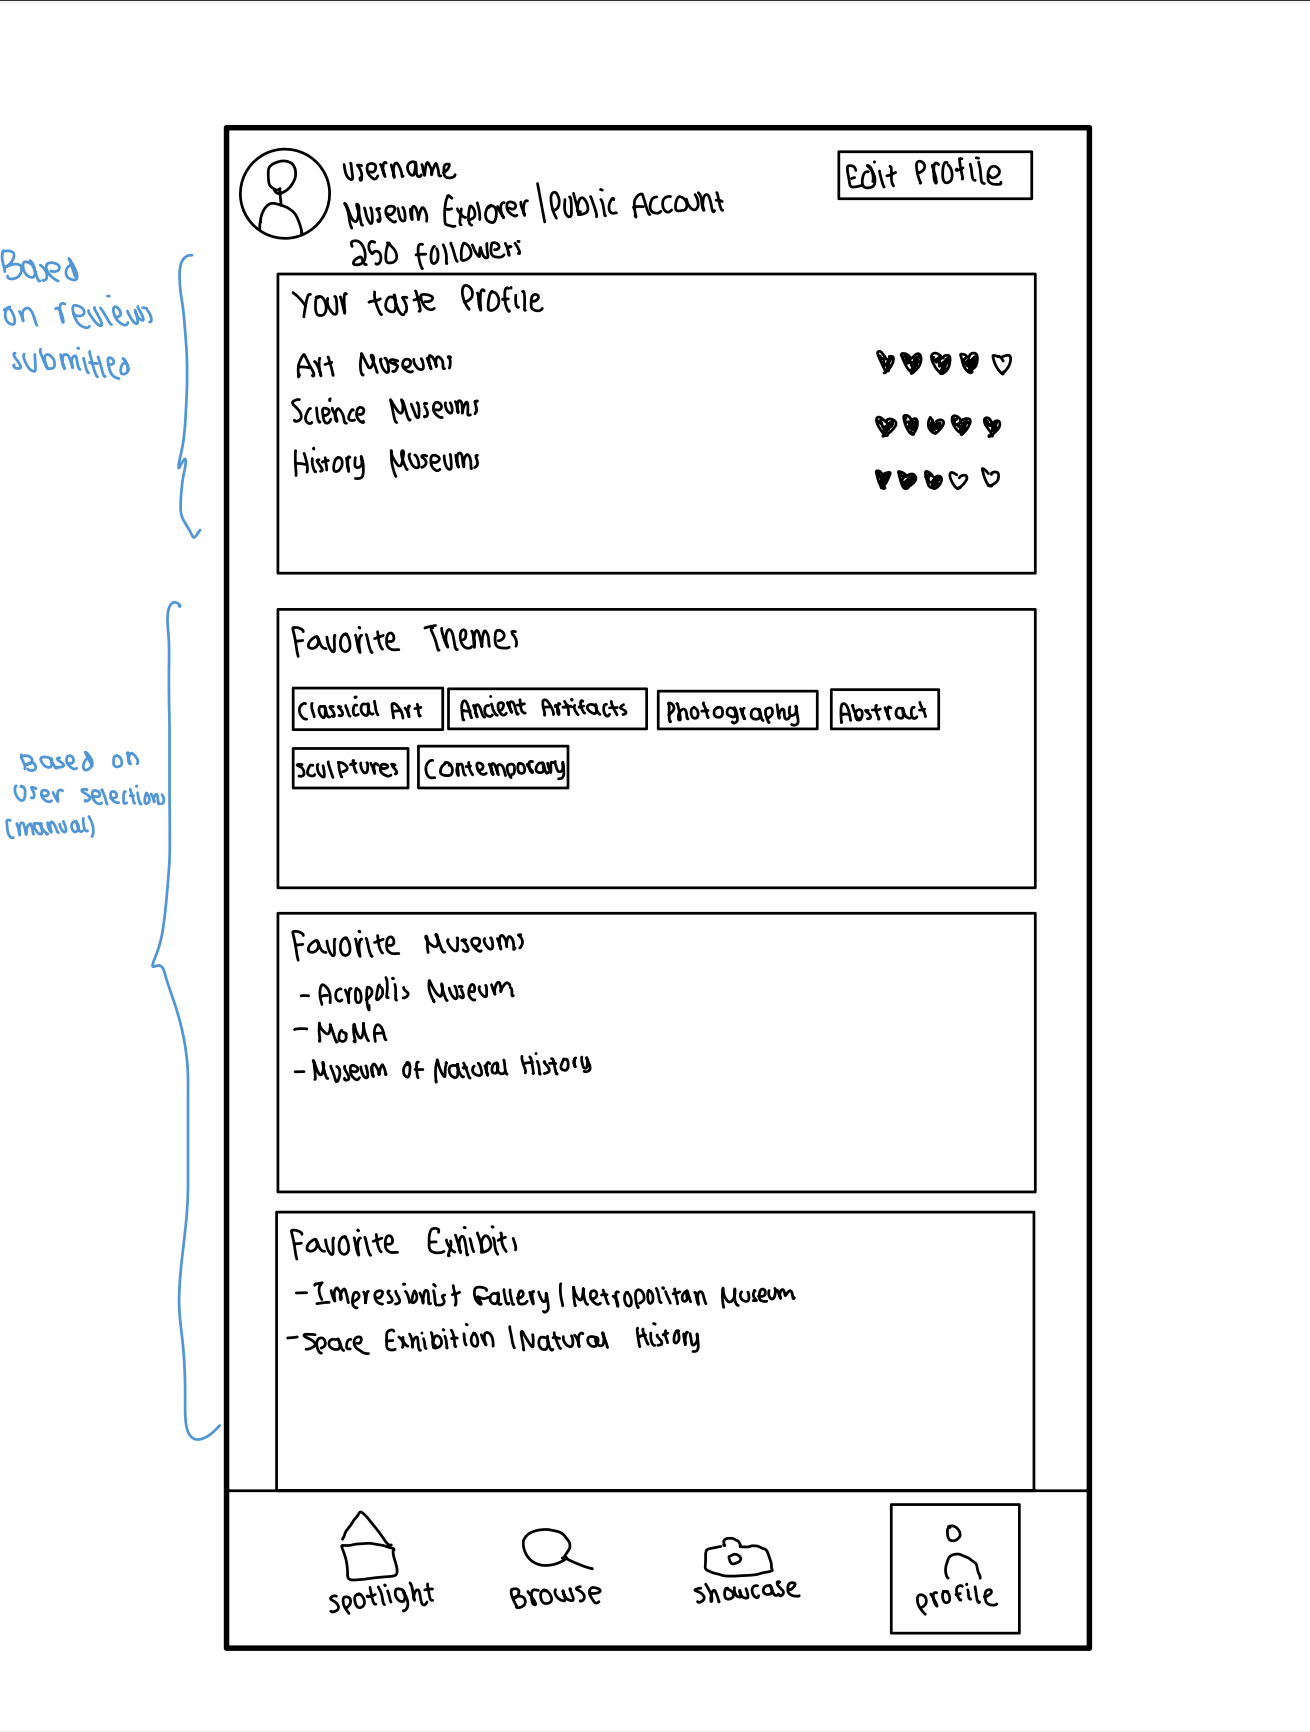 username
Museum Explorer | Public Account
250 followers
Edit Profile
Based
on reviews
submitted
Your taste Profile
Art Museums
Science Museums
History Museums
Favorite Themes
Classical Art
Ancient Artifacts
Photography
Abstract
sculptures
Contemporary
Based on
User selections
(manual)
Favorite Museums
- Acropolis Museum
- MoMA
- Museum of Natural History
Favorite Exhibits
- Impressionist Gallery | Metropolitan Museum
- Space Exhibition | Natural History
spotlight
Browse
showcase
profile